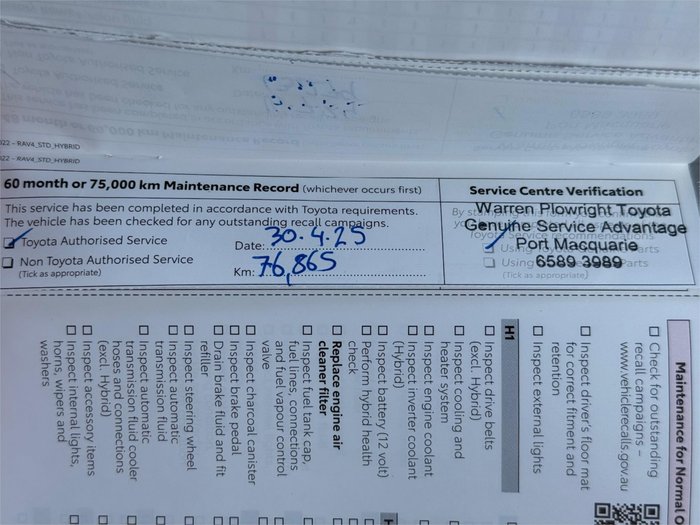 022 - RAV4_STD_HYBRID
022 - RAV4_STD_HYBRID
60 month or 75,000 km Maintenance Record (whichever occurs first)
This service has been completed in accordance with Toyota requirements.
The vehicle has been checked for any outstanding recall campaigns.
Toyota Authorised Service
Date: 30.4.25
Non Toyota Authorised Service
(Tick as appropriate)
Km: 76,865
Service Centre Verification
Warren Plowright Toyota
Genuine Service Advantage
Port Macquarie
6589 3989
(Tick as appropriate)
Maintenance for Normal
Check for outstanding
recall campaigns –
www.vehiclerecalls.gov.au
Inspect driver's floor mat
for correct fitment and
retention
Inspect external lights
H1
Inspect drive belts
(excl. Hybrid)
Inspect cooling and
heater system
Inspect engine coolant
Inspect inverter coolant
(Hybrid)
Inspect battery (12 volt)
Perform hybrid health
check
Replace engine air
cleaner filter
Inspect fuel tank cap,
fuel lines, connections
and fuel vapour control
valve
Inspect charcoal canister
Inspect brake pedal
Drain brake fluid and fit
refiller
Inspect steering wheel
Inspect automatic
transmission fluid
Inspect automatic
transmission fluid cooler
hoses and connections
(excl. Hybrid)
Inspect accessory items
Inspect internal lights,
horns, wipers and
washers